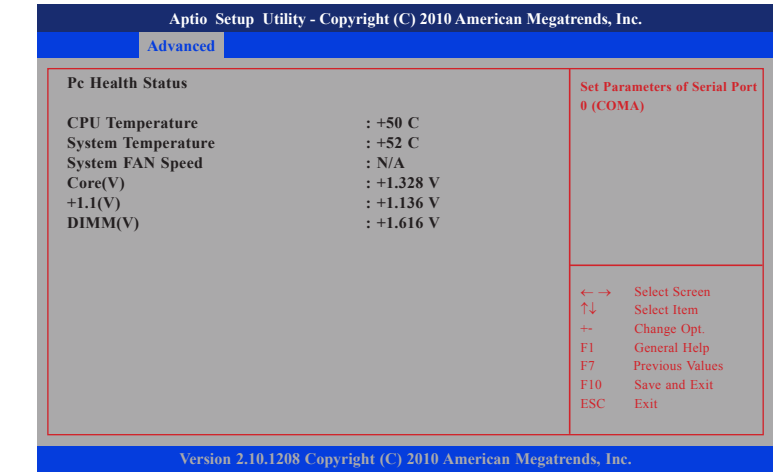 Aptio Setup Utility - Copyright (C) 2010 American Megatrends, Inc.
Advanced
Pc Health Status
CPU Temperature : +50 C
System Temperature : +52 C
System FAN Speed : N/A
Core(V) : +1.328 V
+1.1(V) : +1.136 V
DIMM(V) : +1.616 V
Set Parameters of Serial Port
0 (COMA)
←→ Select Screen
↑↓ Select Item
+- Change Opt.
F1 General Help
F7 Previous Values
F10 Save and Exit
ESC Exit
Version 2.10.1208 Copyright (C) 2010 American Megatrends, Inc.